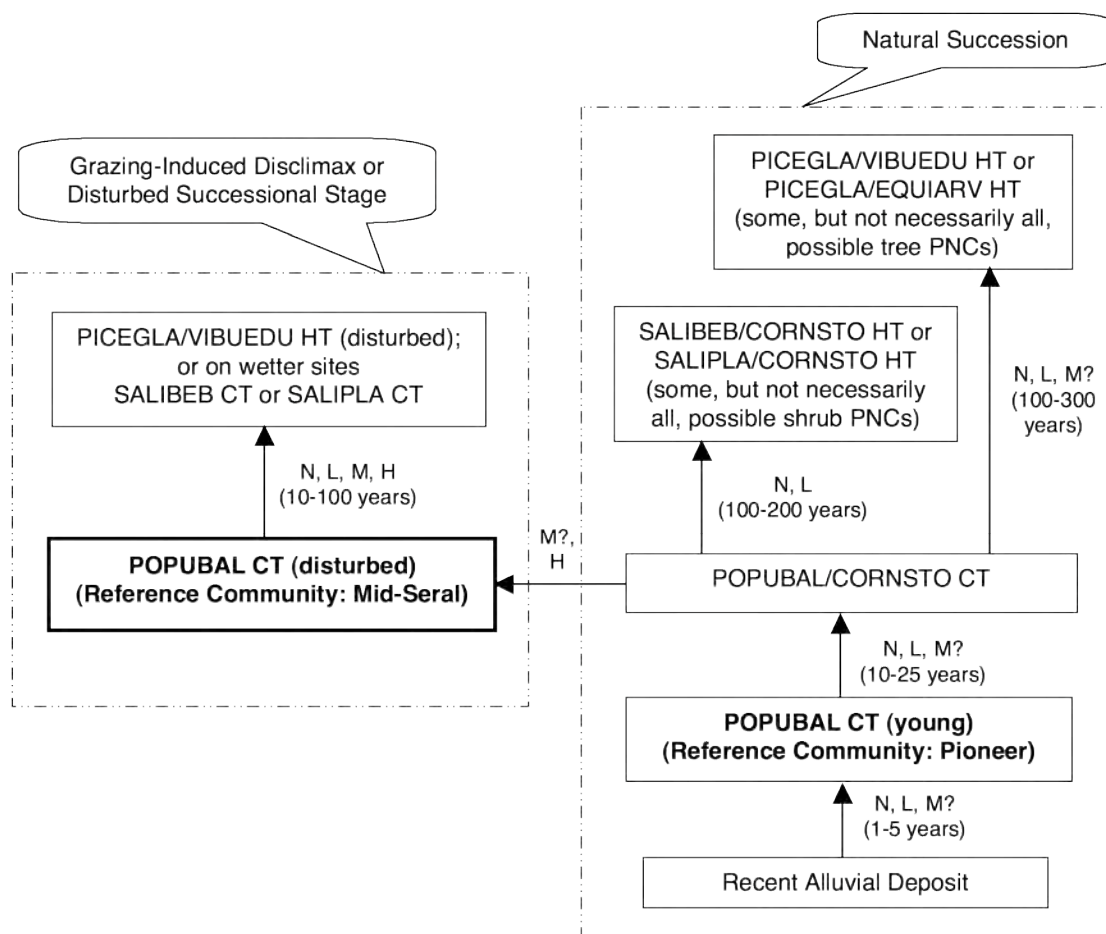 Natural Succession
Grazing-Induced Disclimax or
Disturbed Successional Stage
PICEGLA/VIBUEDU HT or
PICEGLA/EQUIARV HT
(some, but not necessarily all,
possible tree PNCs)
PICEGLA/VIBUEDU HT (disturbed);
or on wetter sites
SALIBEB CT or SALIPLA CT
SALIBEB/CORNSTO HT or
SALIPLA/CORNSTO HT
(some, but not necessarily
all, possible shrub PNCs)
N, L, M?
(100-300
years)
N, L, M, H
(10-100 years)
N, L
(100-200 years)
M?,
H
POPUBAL CT (disturbed)
(Reference Community: Mid-Seral)
POPUBAL/CORNSTO CT
N, L, M?
(10-25 years)
POPUBAL CT (young)
(Reference Community: Pioneer)
N, L, M?
(1-5 years)
Recent Alluvial Deposit